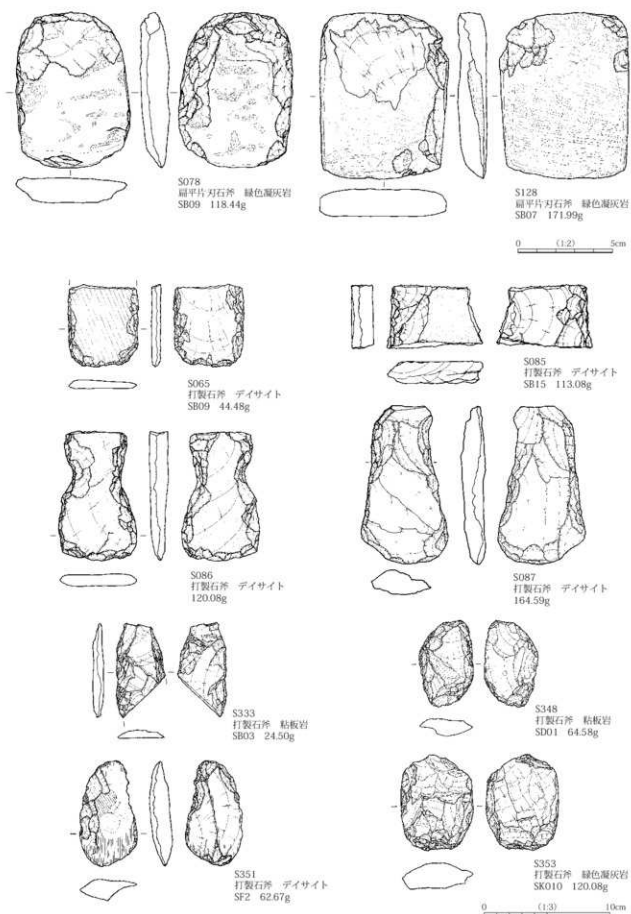 S078
扁平片刃石斧　緑色凝灰岩
SB09　118.44g
S128
扁平片刃石斧　緑色凝灰岩
SB07　171.99g
0　(1:2)　5cm
S065
打製石斧　デイサイト
SB09　44.48g
S085
打製石斧　デイサイト
SB15　113.08g
S086
打製石斧　デイサイト
120.08g
S087
打製石斧　デイサイト
164.59g
S333
打製石斧　粘板岩
SB03　24.50g
S348
打製石斧　粘板岩
SD01　64.58g
S351
打製石斧　デイサイト
SF2　62.67g
S353
打製石斧　緑色凝灰岩
SK010　120.08g
0　(1:3)　10cm